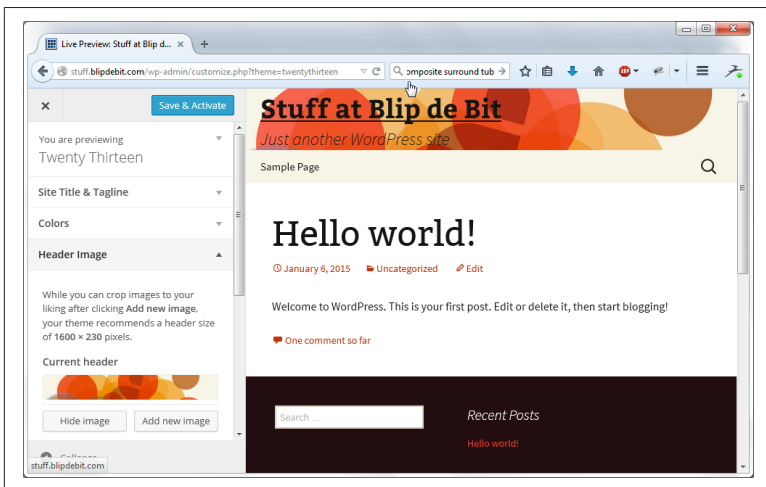 Live Preview: Stuff at Blip d...
stuff.blipdebit.com/wp-admin/customize.php?theme=twentythirteen
omposite surround tub
Save & Activate
You are previewing
Twenty Thirteen
Site Title & Tagline
Colors
Header Image
While you can crop images to your
liking after clicking Add new image,
your theme recommends a header size
of 1600 × 230 pixels.
Current header
Hide image
Add new image
stuff.blipdebit.com
Stuff at Blip de Bit
Just another WordPress site
Sample Page
Hello world!
January 6, 2015 Uncategorized Edit
Welcome to WordPress. This is your first post. Edit or delete it, then start blogging!
One comment so far
Search ...
Recent Posts
Hello world!